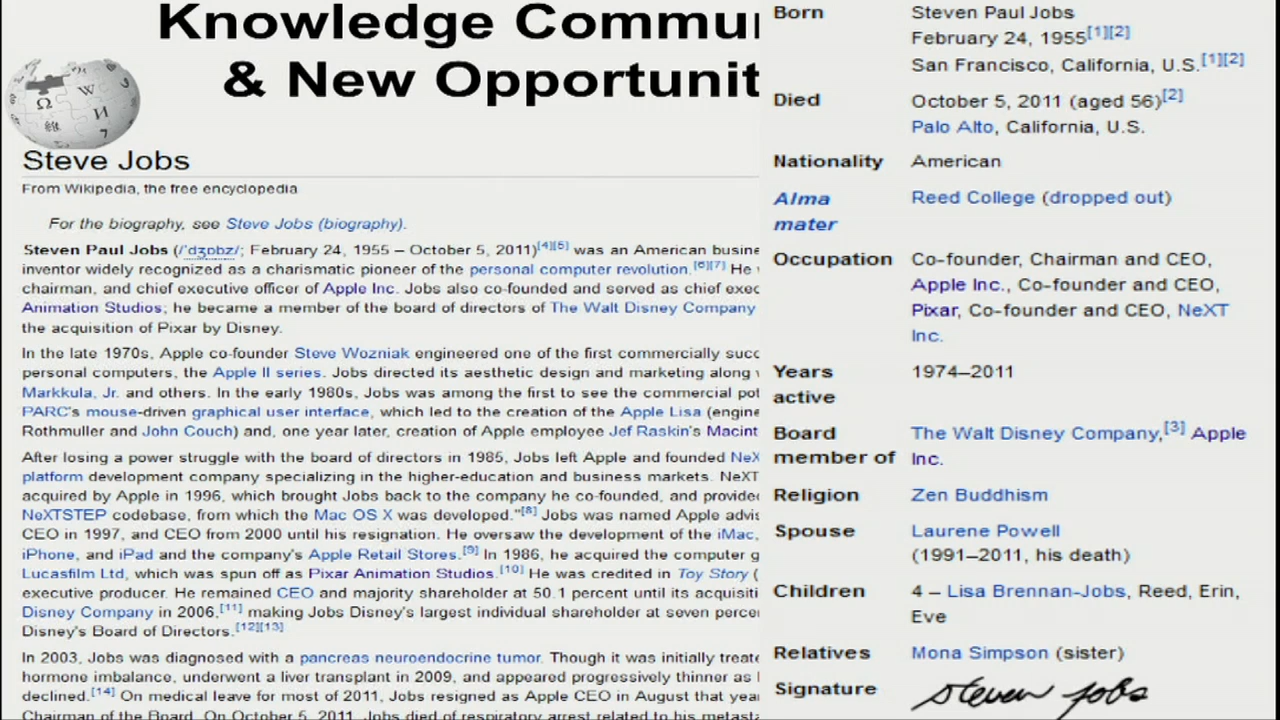 Knowledge Commu
& New Opportunit
Steve Jobs
From Wikipedia, the free encyclopedia
For the biography, see Steve Jobs (biography).
Steven Paul Jobs (/ˈdʒɒbz/; February 24, 1955 – October 5, 2011)[4][5] was an American busine
inventor widely recognized as a charismatic pioneer of the personal computer revolution.[6][7] He
chairman, and chief executive officer of Apple Inc. Jobs also co-founded and served as chief exec
Animation Studios; he became a member of the board of directors of The Walt Disney Company
the acquisition of Pixar by Disney.
In the late 1970s, Apple co-founder Steve Wozniak engineered one of the first commercially succ
personal computers, the Apple II series. Jobs directed its aesthetic design and marketing along
Markkula, Jr. and others. In the early 1980s, Jobs was among the first to see the commercial pot
PARC's mouse-driven graphical user interface, which led to the creation of the Apple Lisa (engine
Rothmuller and John Couch) and, one year later, creation of Apple employee Jef Raskin's Macint
After losing a power struggle with the board of directors in 1985, Jobs left Apple and founded NeX
platform development company specializing in the higher-education and business markets. NeXT
acquired by Apple in 1996, which brought Jobs back to the company he co-founded, and provide
NeXTSTEP codebase, from which the Mac OS X was developed."[8] Jobs was named Apple advis
CEO in 1997, and CEO from 2000 until his resignation. He oversaw the development of the iMac,
iPhone, and iPad and the company's Apple Retail Stores.[9] In 1986, he acquired the computer g
Lucasfilm Ltd, which was spun off as Pixar Animation Studios.[10] He was credited in Toy Story (
executive producer. He remained CEO and majority shareholder at 50.1 percent until its acquisiti
Disney Company in 2006,[11] making Jobs Disney's largest individual shareholder at seven perce
Disney's Board of Directors.[12][13]
In 2003, Jobs was diagnosed with a pancreas neuroendocrine tumor. Though it was initially treate
hormone imbalance, underwent a liver transplant in 2009, and appeared progressively thinner as
declined.[14] On medical leave for most of 2011, Jobs resigned as Apple CEO in August that yea
Chairman of the Board. On October 5, 2011, Jobs died of respiratory arrest related to his metasta
Born Steven Paul Jobs
February 24, 1955[1][2]
San Francisco, California, U.S.[1][2]
Died October 5, 2011 (aged 56)[2]
Palo Alto, California, U.S.
Nationality American
Alma Reed College (dropped out)
mater
Occupation Co-founder, Chairman and CEO,
Apple Inc., Co-founder and CEO,
Pixar, Co-founder and CEO, NeXT
Inc.
Years 1974–2011
active
Board The Walt Disney Company,[3] Apple
member of Inc.
Religion Zen Buddhism
Spouse Laurene Powell
(1991–2011, his death)
Children 4 – Lisa Brennan-Jobs, Reed, Erin,
Eve
Relatives Mona Simpson (sister)
Signature steven jobs